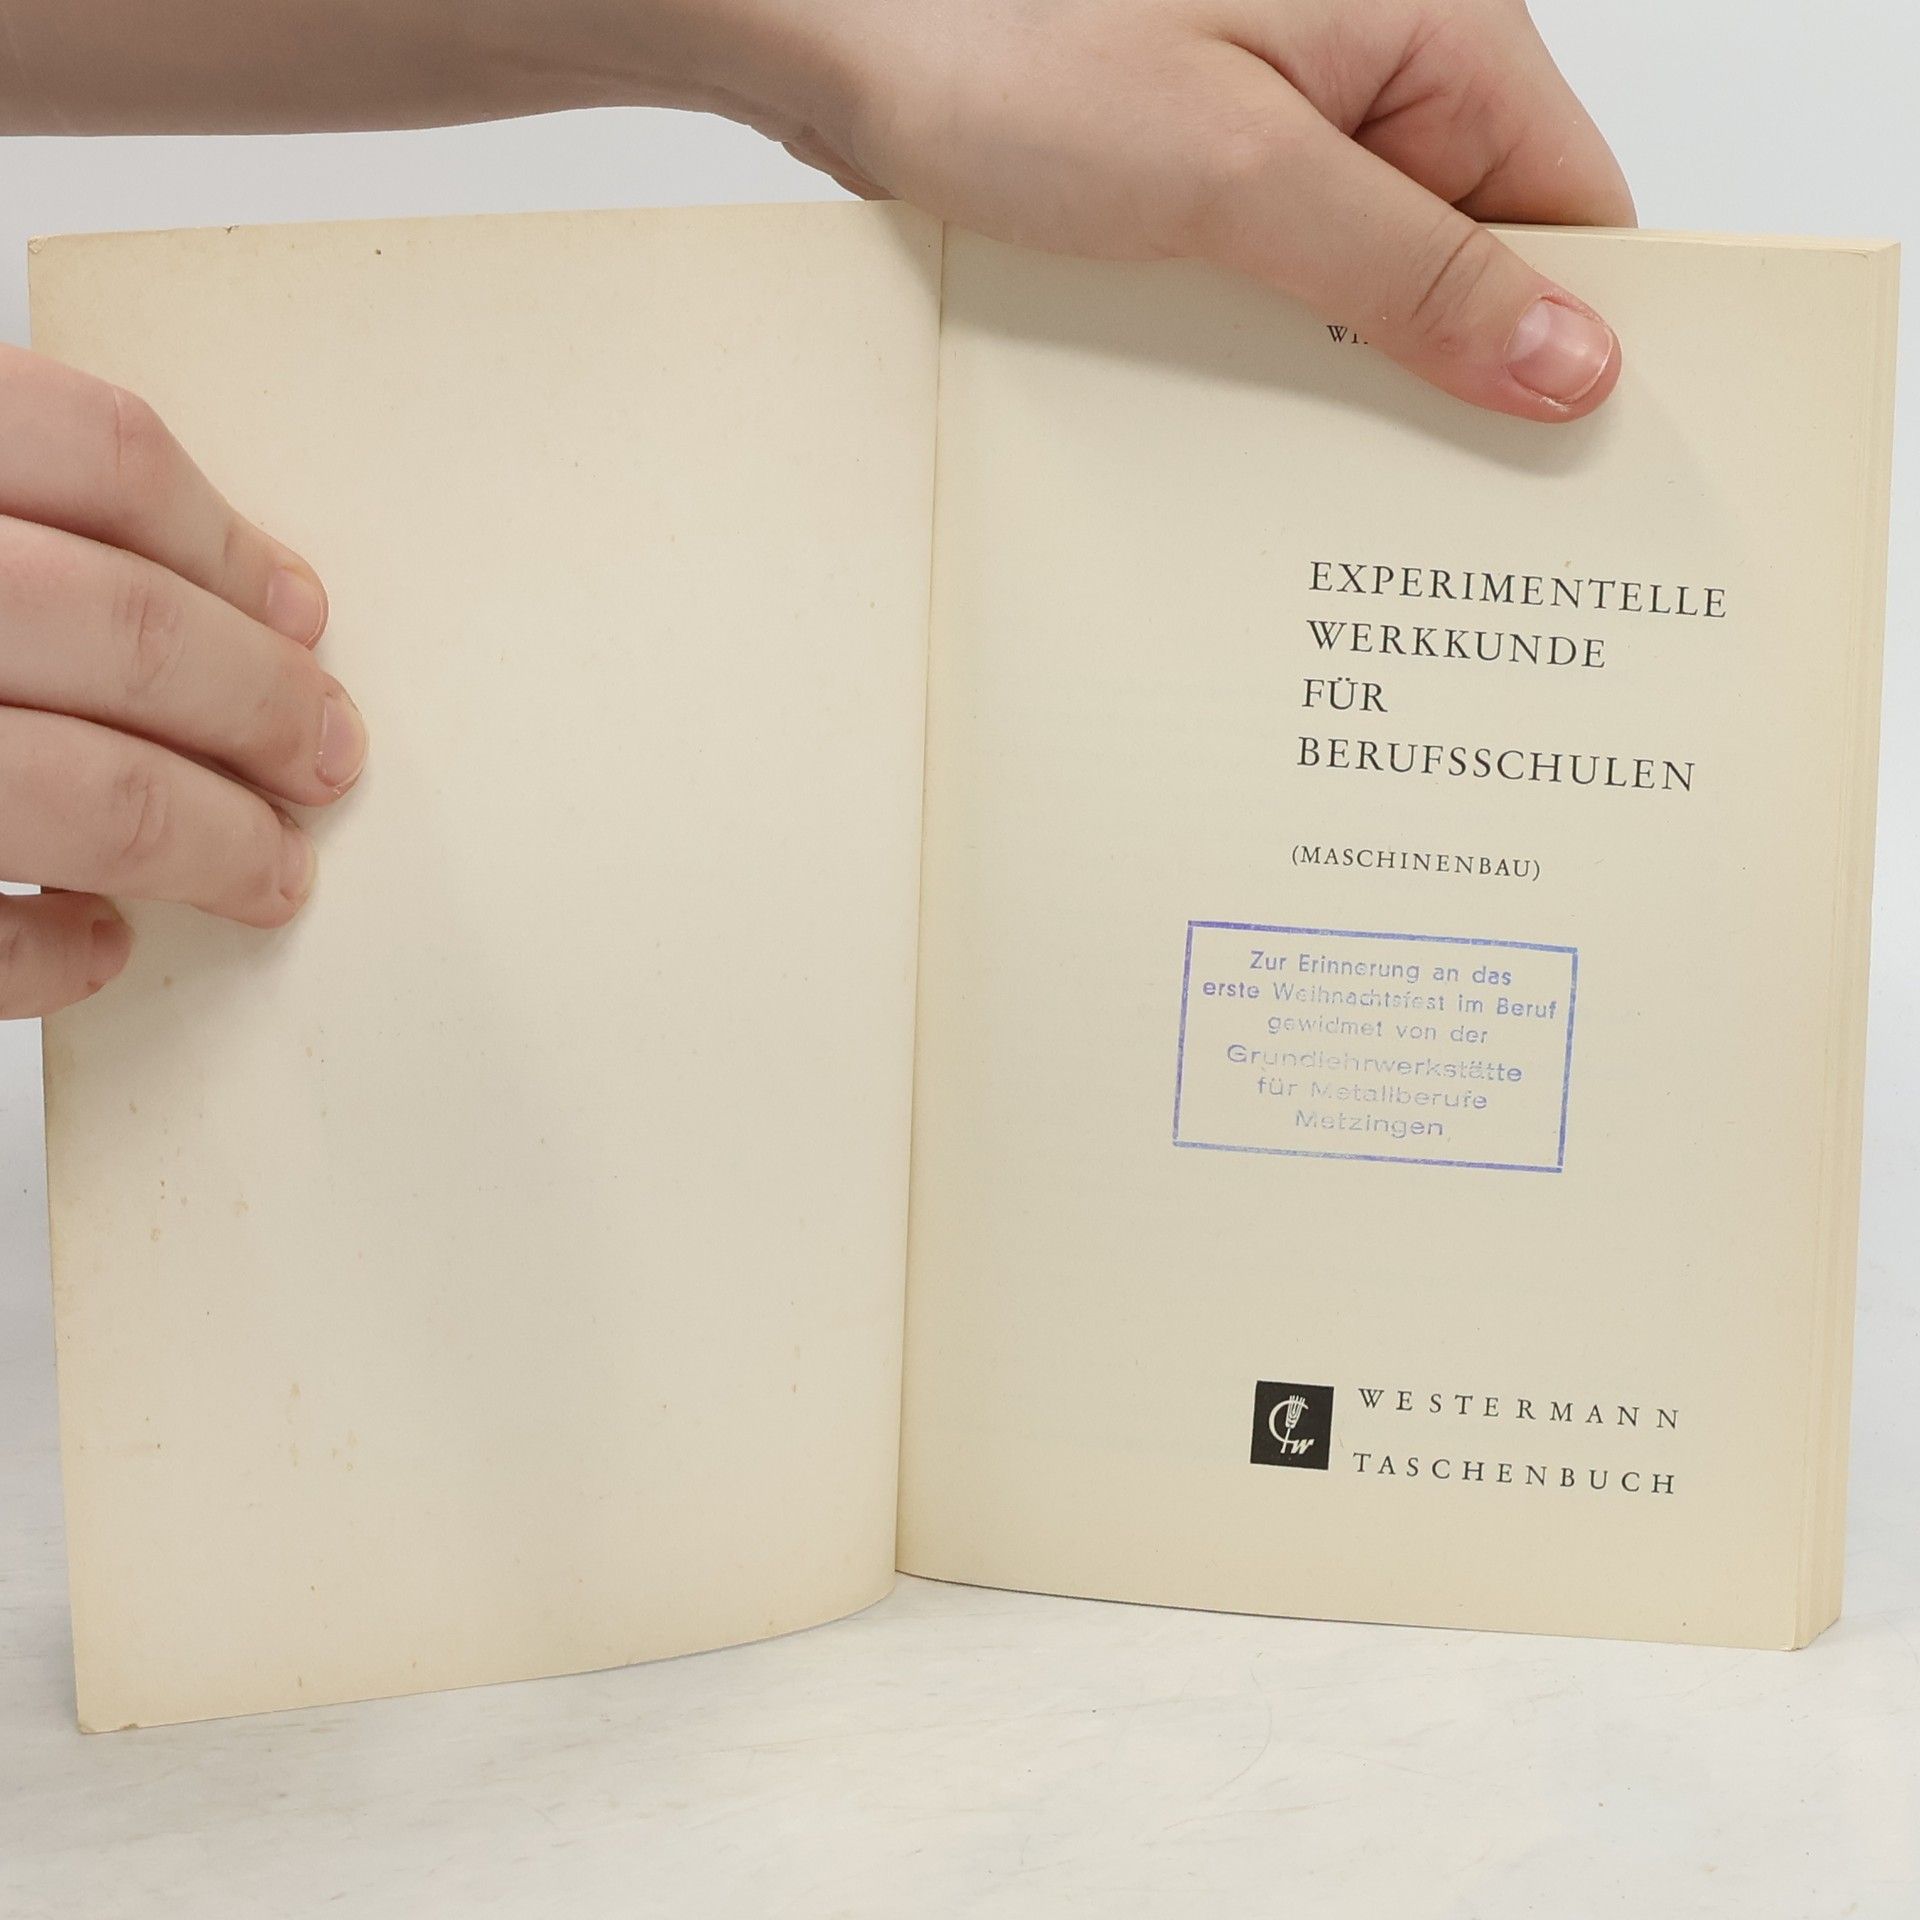 EXPERIMENTELLE
WERKKUNDE
FÜR
BERUFSSCHULEN
(MASCHINENBAU)
Zur Erinnerung an das
erste Weihnachtsfest im Beruf
gewidmet von der
Grundlehrwerkstätte
für Metallberufe
Metzingen
WESTERMANN
TASCHENBUCH